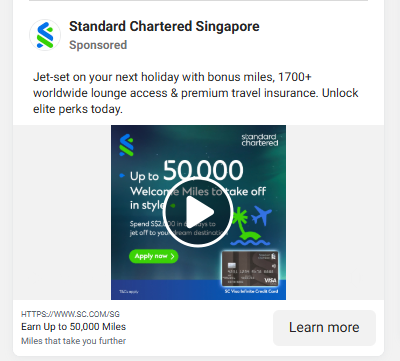 Standard Chartered Singapore
Sponsored
Jet-set on your next holiday with bonus miles, 1700+
worldwide lounge access & premium travel insurance. Unlock
elite perks today.
standard
chartered
Up to 50,000
Welcome Miles to take off
in style
Spend S$2,000 in days to
jet off to your dream destination
Apply now >
T&Cs apply
VISA
SC Visa Infinite Credit Card
HTTPS://WWW.SC.COM/SG
Earn Up to 50,000 Miles
Miles that take you further
Learn more